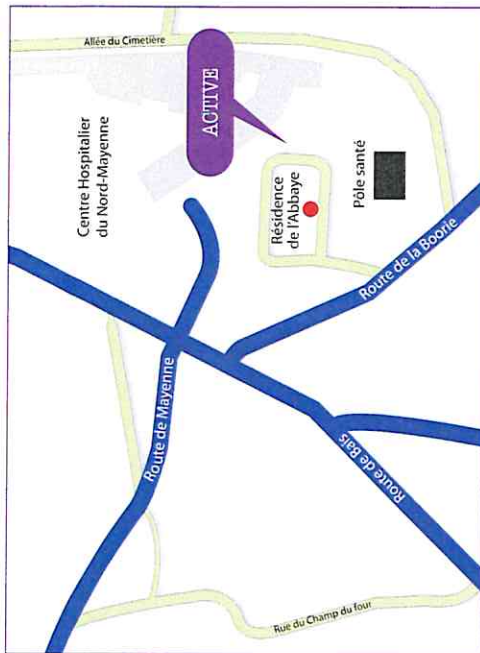 Allée du Cimetière
ACTIVE
Centre Hospitalier
du Nord-Mayenne
Résidence
de l'Abbaye
Pôle santé
Route de la Boorie
Route de Mayenne
Route de Bais
Rue du Champ du four